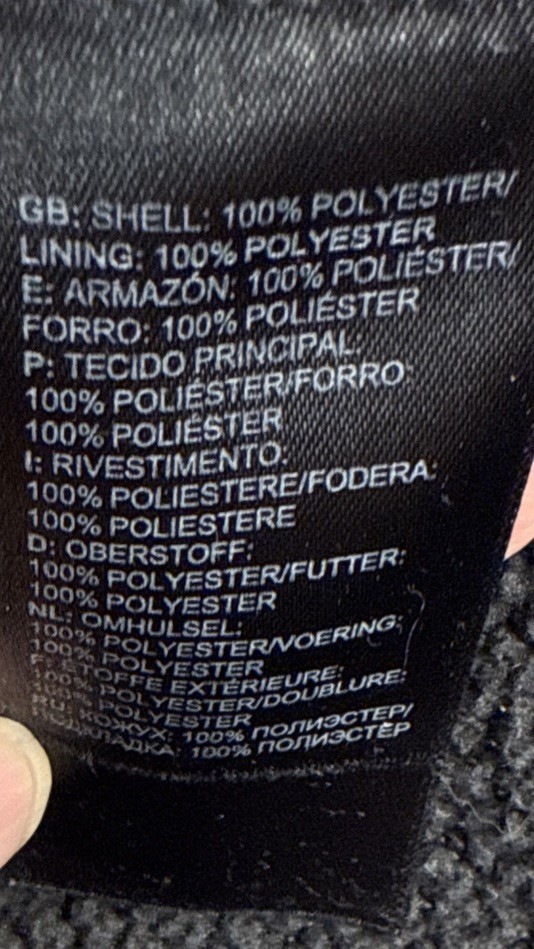 GB: SHELL: 100% POLYESTER/
LINING: 100% POLYESTER
E: ARMAZÓN: 100% POLIÉSTER/
FORRO: 100% POLIÉSTER
P: TECIDO PRINCIPAL:
100% POLIÉSTER/FORRO:
100% POLIÉSTER
I: RIVESTIMENTO:
100% POLIESTERE/FODERA:
100% POLIESTERE
D: OBERSTOFF:
100% POLYESTER/FUTTER:
100% POLYESTER
NL: OMHULSEL:
100% POLYESTER/VOERING:
100% POLYESTER
F: STOFFE EXTÉRIEURE:
100% POLYESTER/DOUBLURE:
100% POLYESTER
RU: КОЖУХ: 100% ПОЛИЭСТЕР/
ПОДКЛАДКА: 100% ПОЛИЭСТЕР